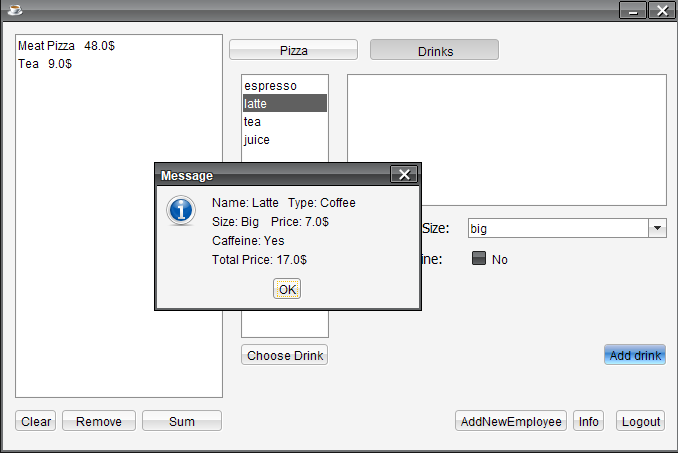 Meat Pizza 48.0$
Tea 9.0$
Pizza
Drinks
espresso
latte
tea
juice
Message
Name: Latte Type: Coffee
Size: Big Price: 7.0$
Caffeine: Yes
Total Price: 17.0$
OK
Size:
big
ine:
No
Choose Drink
Add drink
Clear
Remove
Sum
AddNewEmployee
Info
Logout